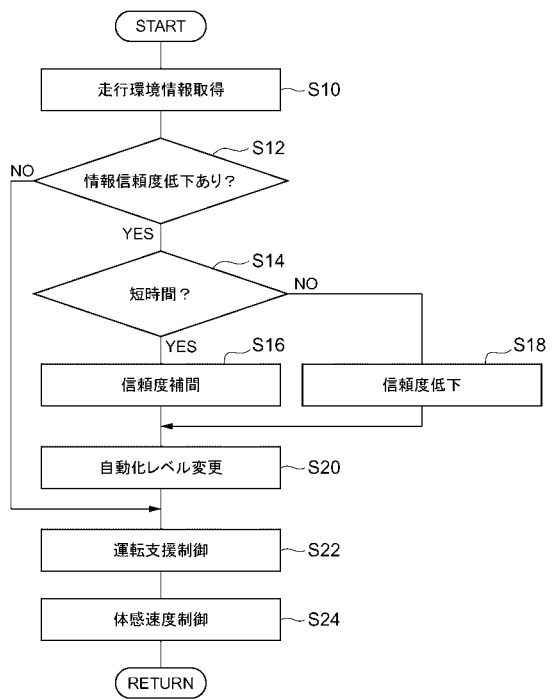 START
走行環境情報取得
S10
S12
NO
情報信頼度低下あり？
YES
S14
短時間？
NO
YES
S16
S18
信頼度補間
信頼度低下
自動化レベル変更
S20
運転支援制御
S22
体感速度制御
S24
RETURN